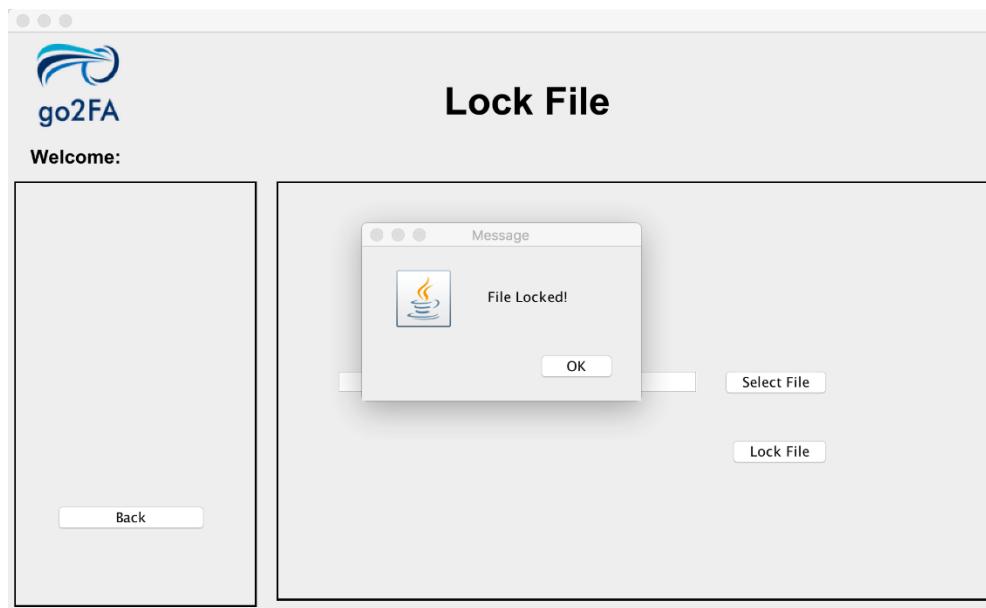 go2FA
Lock File
Welcome:
Message
File Locked!
OK
Select File
Lock File
Back